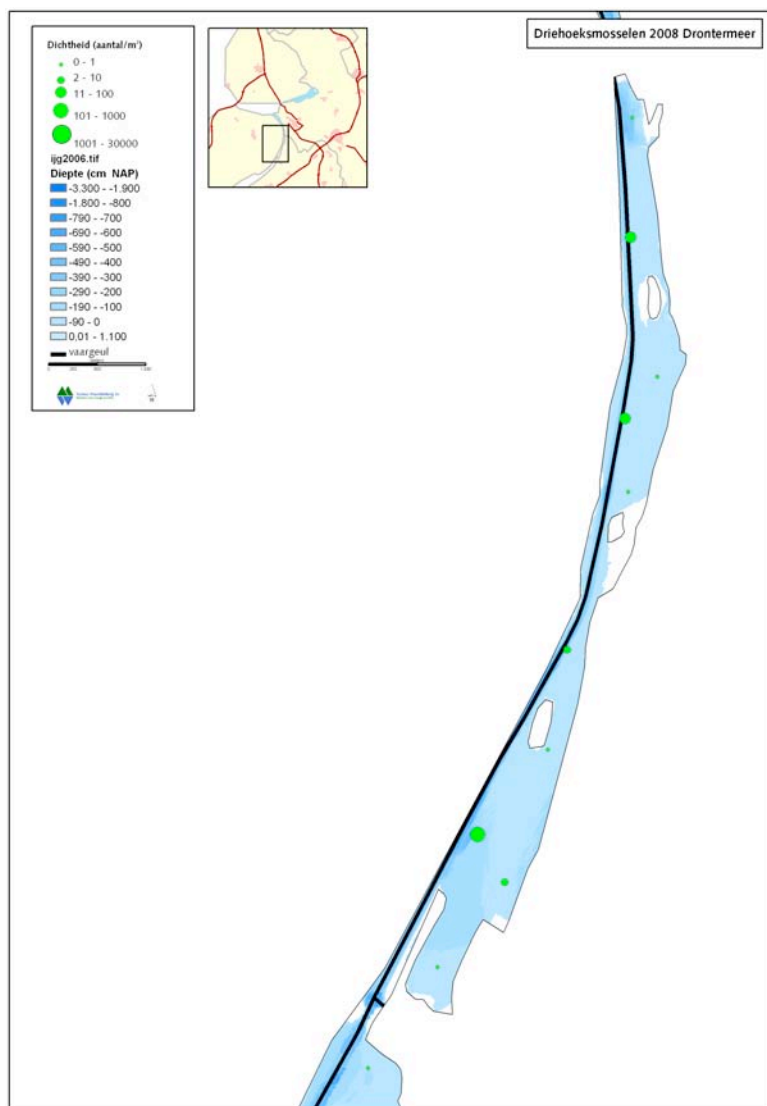 Driehoeksmosselen 2008 Drontermeer
Dichtheid (aantal/m²)
0 - 1
2 - 10
11 - 100
101 - 1000
1001 - 30000
ijg2006.tif
Diepte (cm NAP)
-3.300 - -1.900
-1.800 - -800
-790 - -700
-690 - -600
-590 - -500
-490 - -400
-390 - -300
-290 - -200
-190 - -100
-90 - 0
0,01 - 1.100
vaargeul